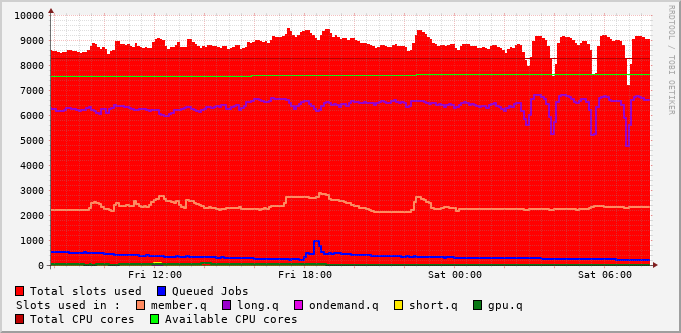 10000
9000
8000
7000
6000
5000
4000
3000
2000
1000
0
Fri 12:00 Fri 18:00 Sat 00:00 Sat 06:00
RRDTOOL / TOBI OETIKER
Total slots used Queued Jobs
Slots used in : member.q long.q ondemand.q short.q gpu.q
Total CPU cores Available CPU cores